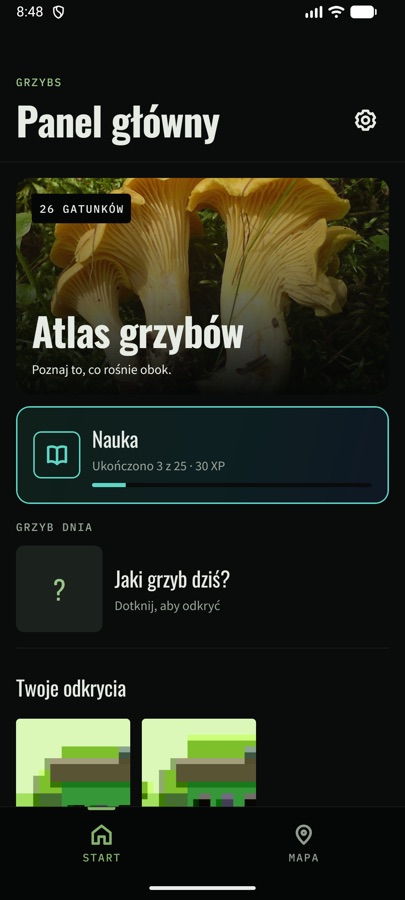 8:48
GRZYBS
Panel główny
26 GATUNKÓW
Atlas grzybów
Poznaj to, co rośnie obok.
Nauka
Ukończono 3 z 25 · 30 XP
GRZYB DNIA
?
Jaki grzyb dziś?
Dotknij, aby odkryć
Twoje odkrycia
START
MAPA